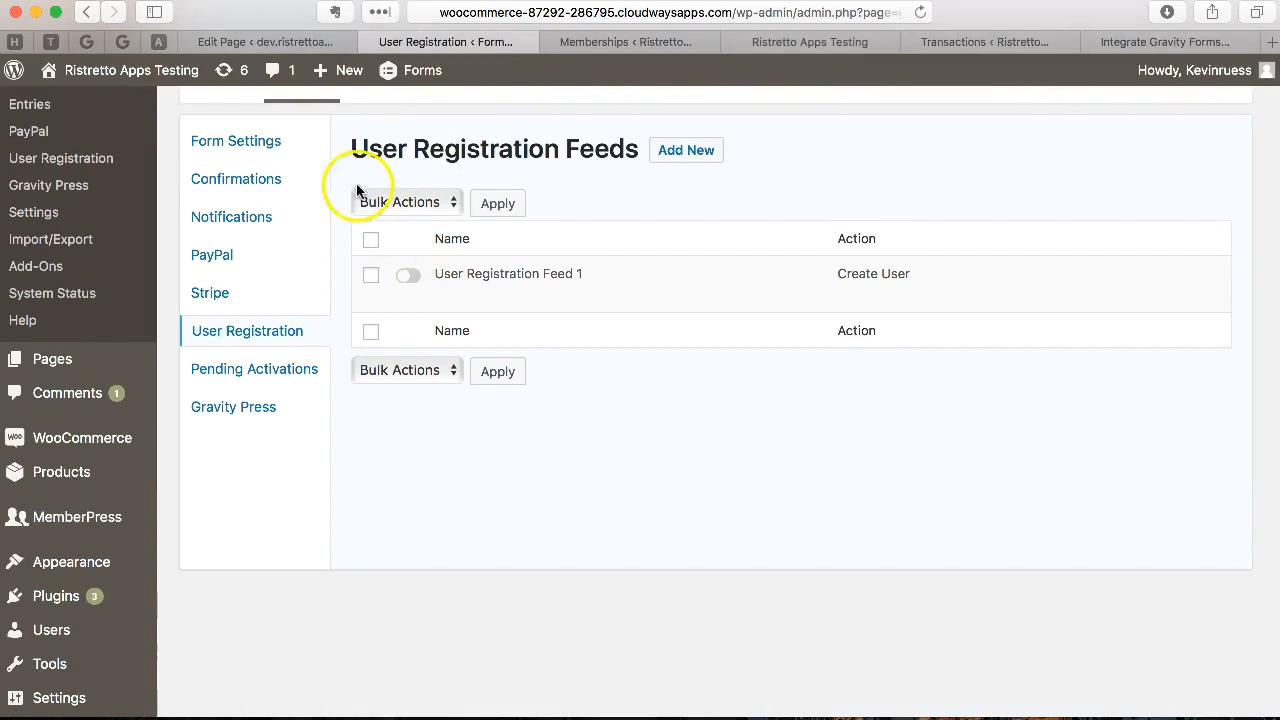 woocommerce-87292-286795.cloudwaysapps.com/wp-admin/admin.php?page=
H T G G A Edit Page < dev.ristrettoa... User Registration < Form... Memberships < Ristretto... Ristretto Apps Testing Transactions < Ristretto... Integrate Gravity Forms...
Ristretto Apps Testing 6 1 New Forms Howdy, Kevinruess
Entries
PayPal
User Registration
Gravity Press
Settings
Import/Export
Add-Ons
System Status
Help
Pages
Comments 1
WooCommerce
Products
MemberPress
Appearance
Plugins 3
Users
Tools
Settings
Form Settings
Confirmations
Notifications
PayPal
Stripe
User Registration
Pending Activations
Gravity Press
User Registration Feeds Add New
Bulk Actions Apply
Name Action
User Registration Feed 1 Create User
Name Action
Bulk Actions Apply